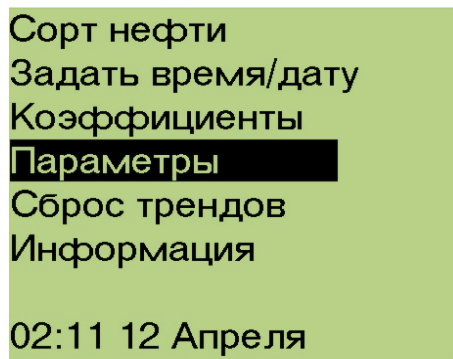 Сорт нефти
Задать время/дату
Коэффициенты
Параметры
Сброс трендов
Информация
02:11 12 Апреля